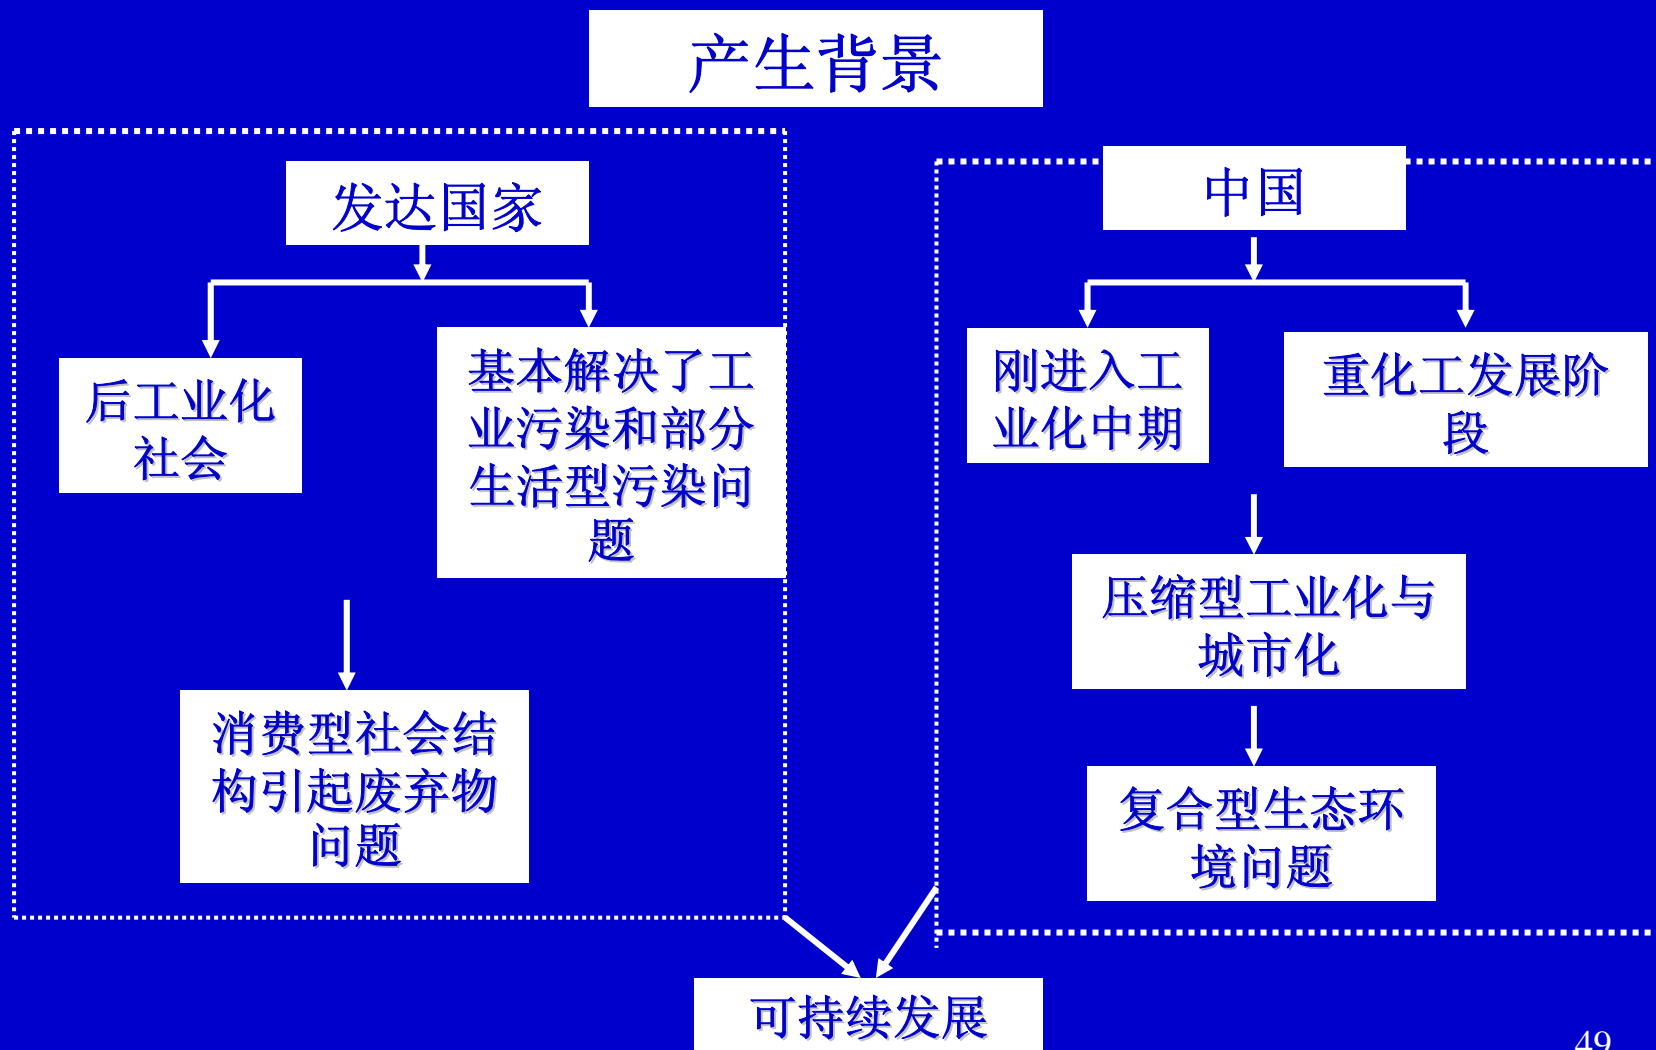 产生背景
发达国家
后工业化
社会
基本解决了工
业污染和部分
生活型污染问
题
消费型社会结
构引起废弃物
问题
中国
刚进入工
业化中期
重化工发展阶
段
压缩型工业化与
城市化
复合型生态环
境问题
可持续发展
49